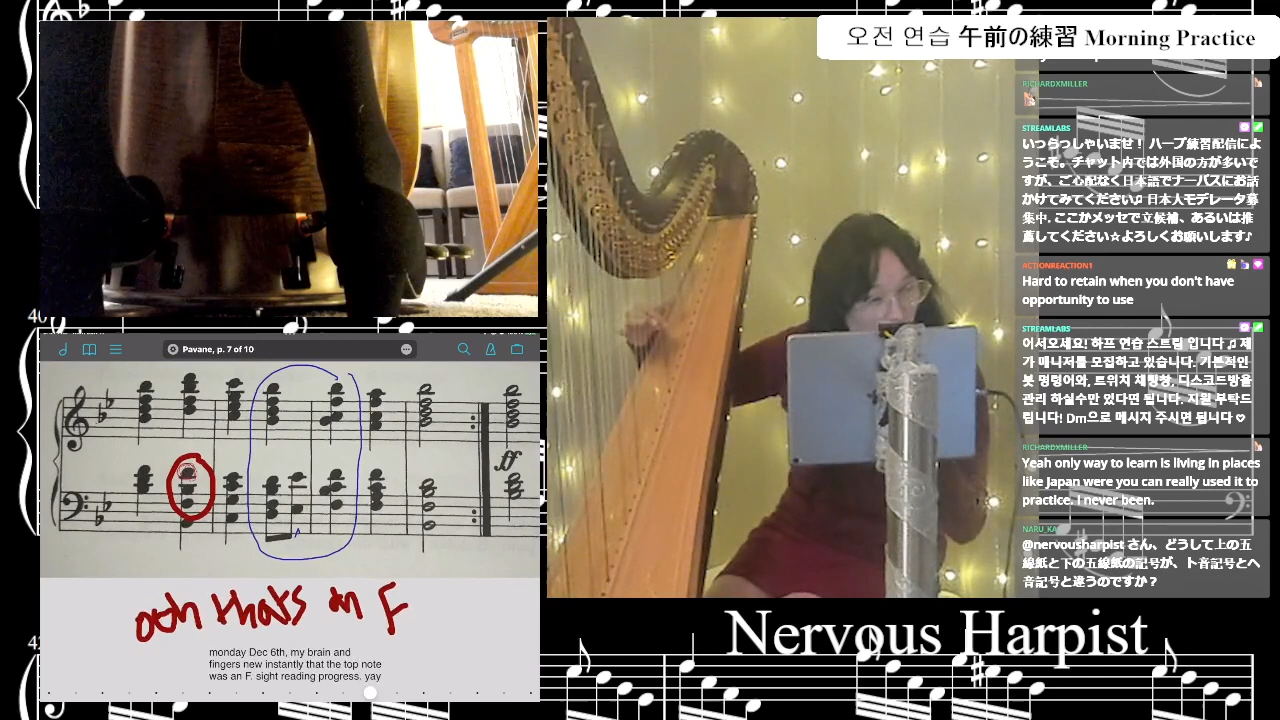 오전 연습 午前の練習 Morning Practice
RICHARDXMILLER
STREAMLABS
いらっしゃいませ！ ハープ練習配信によ
うこそ。チャット内では外国の方が多いで
すが、ご心配なく日本語でナーバスにお話
かけてみてください♫ 日本人モデレータ募
集中. ここかメッセで立候補、あるいは推
薦してください☆よろしくお願いします♪
ACTIONREACTION1
Hard to retain when you don't have
opportunity to use
STREAMLABS
어서오세요! 하프 연습 스트림 입니다 ♫ 제
가 매니저를 모집하고 있습니다. 기본적인
봇 명령어와, 트위치 채팅창, 디스코드방을
관리 하실수만 있다면 됩니다. 지원 부탁드
립니다! Dm으로 메시지 주시면 됩니다 ♡
RICHARDXMILLER
Yeah only way to learn is living in places
like Japan were you can really used it to
practice. I never been.
NARU_KA
@nervousharpist さん、どうして上の五
線紙と下の五線紙の記号が、ト音記号とヘ
音記号と違うのですか？
Pavane, p. 7 of 10
ff
ooh thats an F
monday Dec 6th, my brain and
fingers new instantly that the top note
was an F. sight reading progress. yay
Nervous Harpist